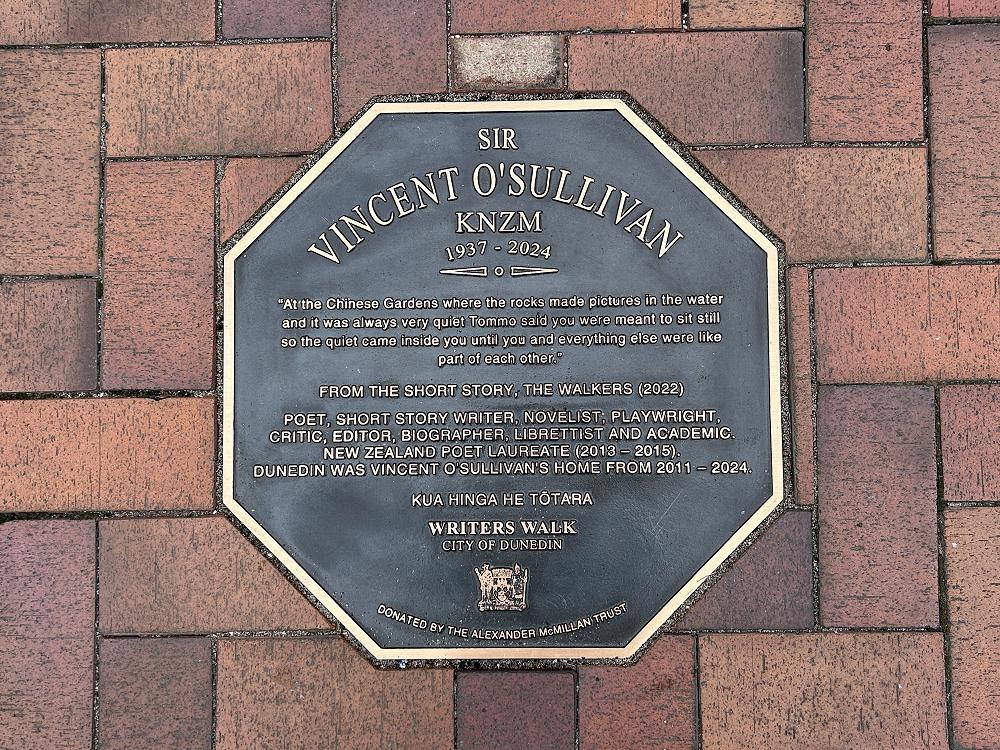 SIR
VINCENT O'SULLIVAN
KNZM
1937 - 2024
"At the Chinese Gardens where the rocks made pictures in the water
and it was always very quiet Tommo said you were meant to sit still
so the quiet came inside you until you and everything else were like
part of each other."
FROM THE SHORT STORY, THE WALKERS (2022)
POET, SHORT STORY WRITER, NOVELIST, PLAYWRIGHT,
CRITIC, EDITOR, BIOGRAPHER, LIBRETTIST AND ACADEMIC.
NEW ZEALAND POET LAUREATE (2013 – 2015).
DUNEDIN WAS VINCENT O'SULLIVAN'S HOME FROM 2011 – 2024.
KUA HINGA HE TŌTARA
WRITERS WALK
CITY OF DUNEDIN
DONATED BY THE ALEXANDER McMILLAN TRUST